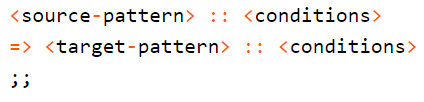 <source-pattern> :: <conditions>
=> <target-pattern> :: <conditions>
;;